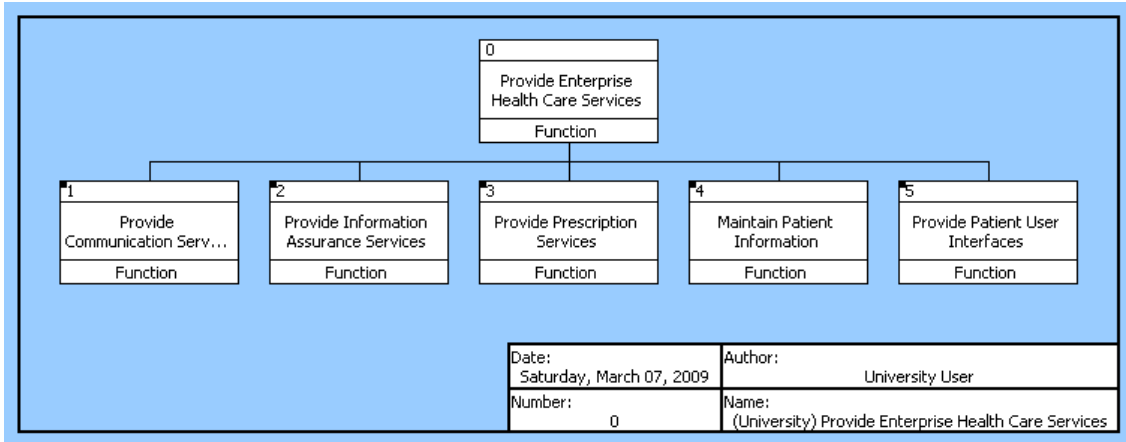 0
Provide Enterprise
Health Care Services
Function
1
Provide
Communication Serv...
Function
2
Provide Information
Assurance Services
Function
3
Provide Prescription
Services
Function
4
Maintain Patient
Information
Function
5
Provide Patient User
Interfaces
Function
Date:
Saturday, March 07, 2009
Author:
University User
Number:
0
Name:
(University) Provide Enterprise Health Care Services